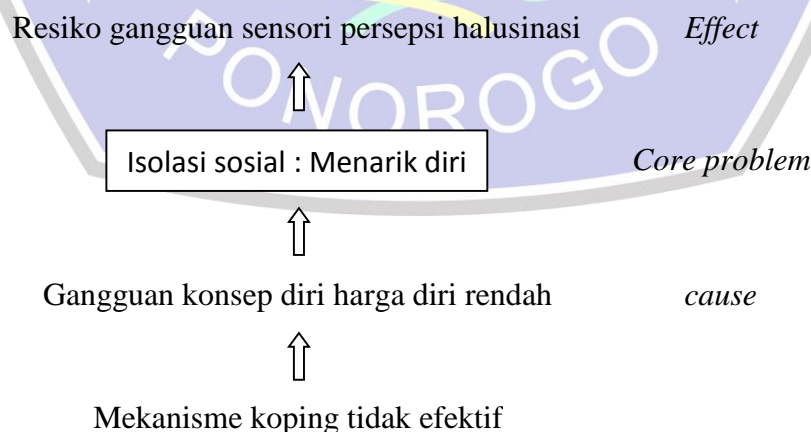 Resiko gangguan sensori persepsi halusinasi Effect
PONOROGO
Isolasi sosial : Menarik diri Core problem
Gangguan konsep diri harga diri rendah cause
Mekanisme koping tidak efektif